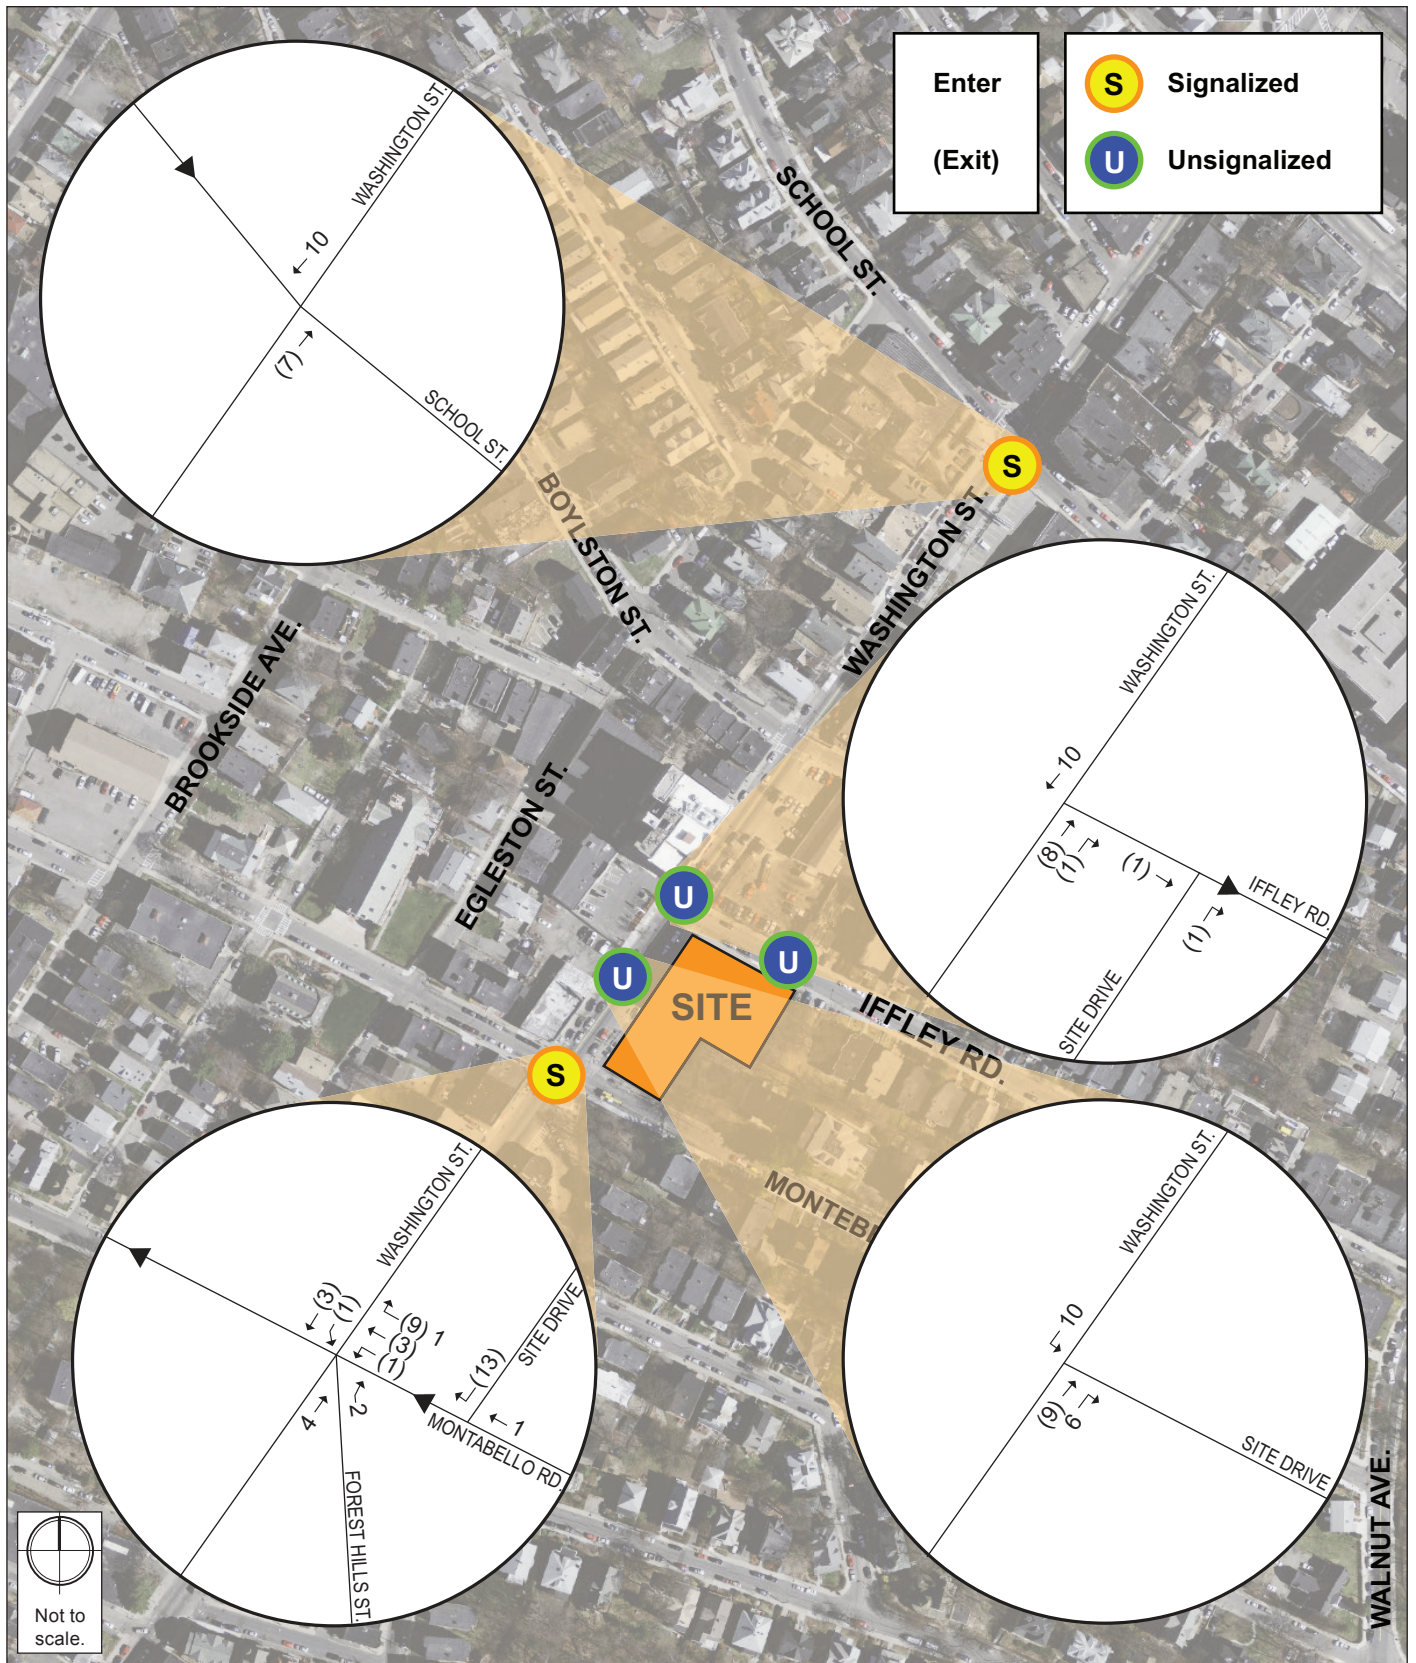 Enter
(Exit)
S Signalized
U Unsignalized
WASHINGTON ST.
10
(7)
SCHOOL ST.
SCHOOL ST.
S
BOYLSTON ST.
WASHINGTON ST.
BROOKSIDE AVE.
EGLESTON ST.
WASHINGTON ST.
10
(8)
(1)
(1)
(1)
IFFLEY RD.
SITE DRIVE
U
U
U
SITE
IFFLEY RD.
S
MONTEB
WASHINGTON ST.
(3)
(1)
(9) 1
(3)
(1)
(13)
SITE DRIVE
1
MONTABELLO RD.
4
2
FOREST HILLS ST.
WASHINGTON ST.
10
(9)
6
SITE DRIVE
WALNUT AVE.
Not to
scale.